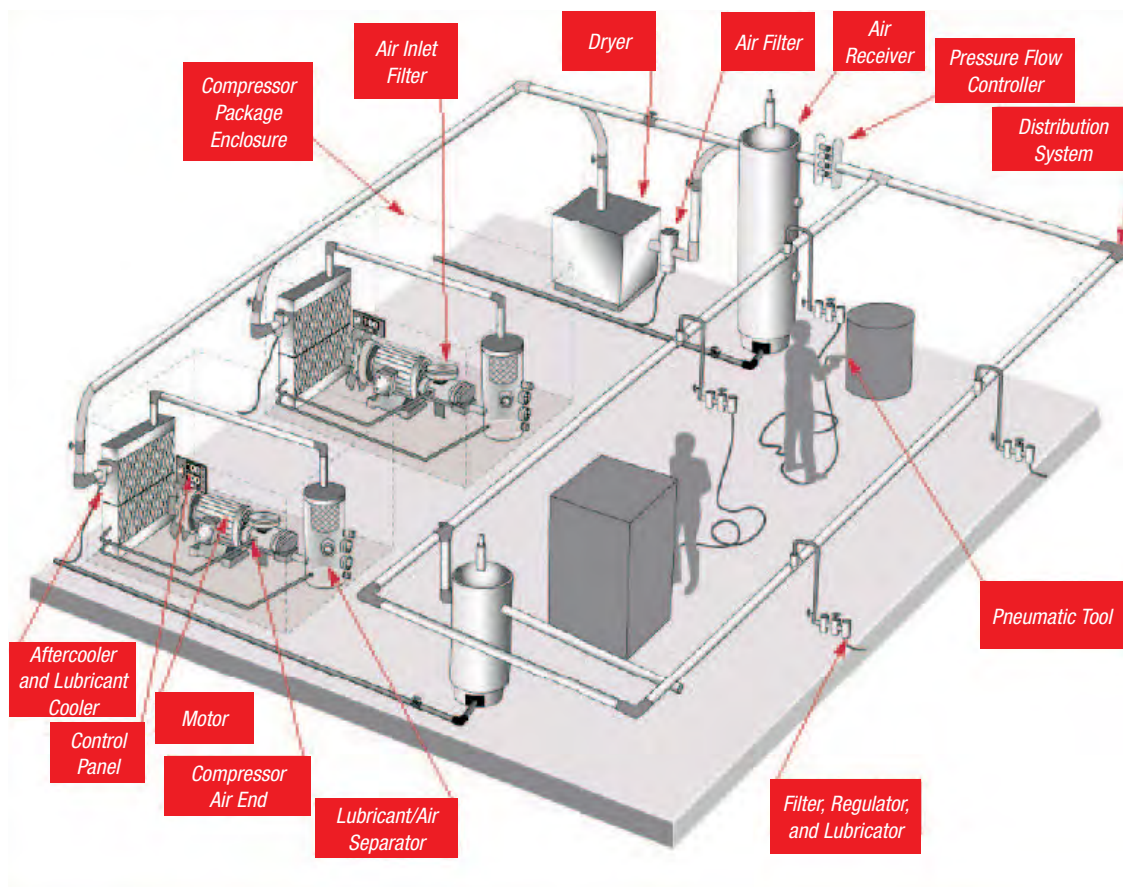 Air Inlet
Filter
Dryer
Air Filter
Air
Receiver
Pressure Flow
Controller
Compressor
Package
Enclosure
Distribution
System
Pneumatic Tool
Aftercooler
and Lubricant
Cooler
Control
Panel
Motor
Compressor
Air End
Lubricant/Air
Separator
Filter, Regulator,
and Lubricator